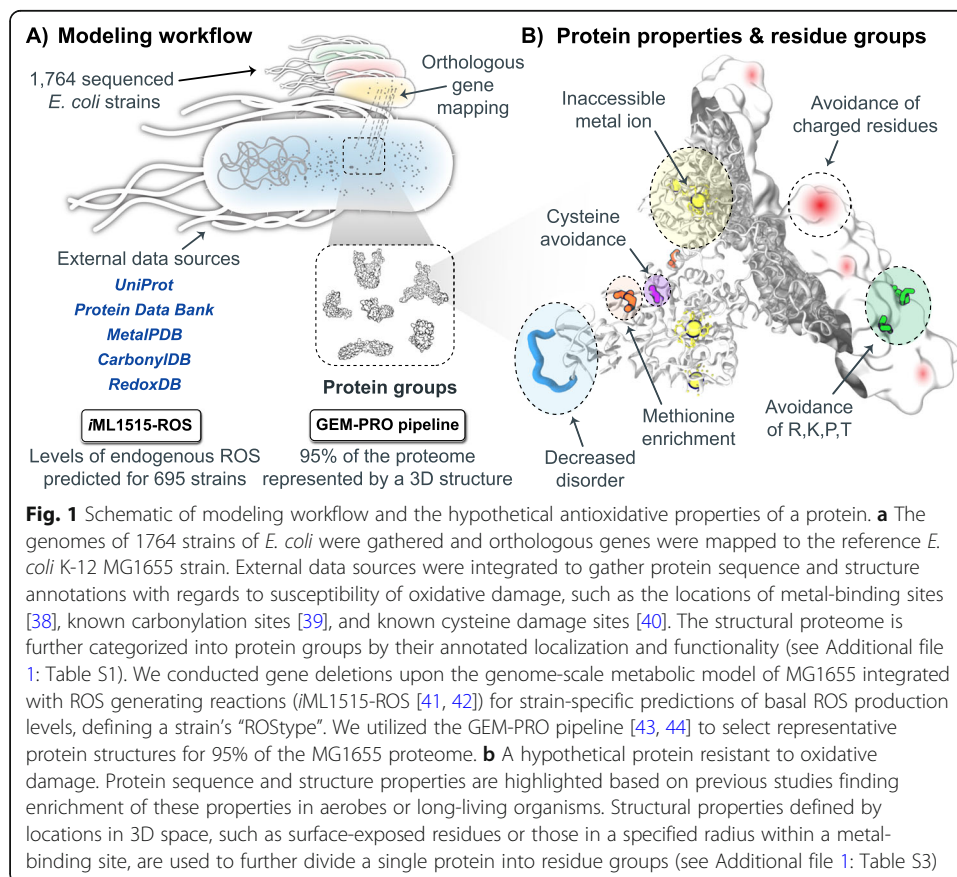 A) Modeling workflow
1,764 sequenced
E. coli strains
Orthologous
gene
mapping
External data sources
UniProt
Protein Data Bank
MetalPDB
CarbonylDB
RedoxDB
Protein groups
iML1515-ROS
Levels of endogenous ROS
predicted for 695 strains
GEM-PRO pipeline
95% of the proteome
represented by a 3D structure
B) Protein properties & residue groups
Inaccessible
metal ion
Avoidance of
charged residues
Cysteine
avoidance
Methionine
enrichment
Avoidance
of R,K,P,T
Decreased
disorder
Fig. 1 Schematic of modeling workflow and the hypothetical antioxidative properties of a protein. a The
genomes of 1764 strains of E. coli were gathered and orthologous genes were mapped to the reference E.
coli K-12 MG1655 strain. External data sources were integrated to gather protein sequence and structure
annotations with regards to susceptibility of oxidative damage, such as the locations of metal-binding sites
[38], known carbonylation sites [39], and known cysteine damage sites [40]. The structural proteome is
further categorized into protein groups by their annotated localization and functionality (see Additional file
1: Table S1). We conducted gene deletions upon the genome-scale metabolic model of MG1655 integrated
with ROS generating reactions (iML1515-ROS [41, 42]) for strain-specific predictions of basal ROS production
levels, defining a strain's “ROStype”. We utilized the GEM-PRO pipeline [43, 44] to select representative
protein structures for 95% of the MG1655 proteome. b A hypothetical protein resistant to oxidative
damage. Protein sequence and structure properties are highlighted based on previous studies finding
enrichment of these properties in aerobes or long-living organisms. Structural properties defined by
locations in 3D space, such as surface-exposed residues or those in a specified radius within a metal-
binding site, are used to further divide a single protein into residue groups (see Additional file 1: Table S3)